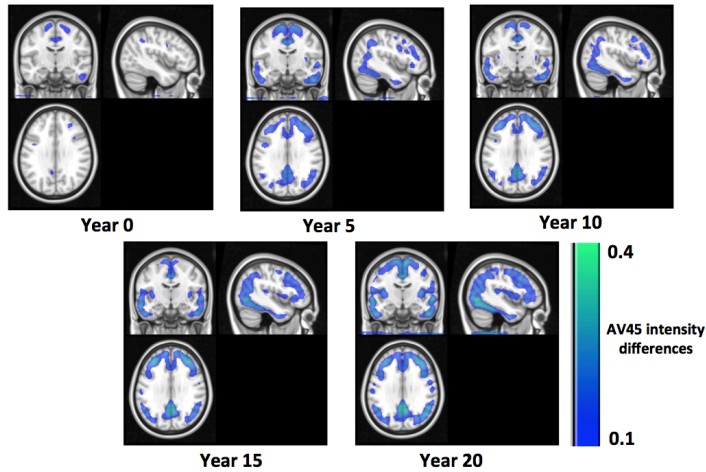 Year 0
Year 5
Year 10
0.4
AV45 intensity
differences
0.1
Year 15
Year 20